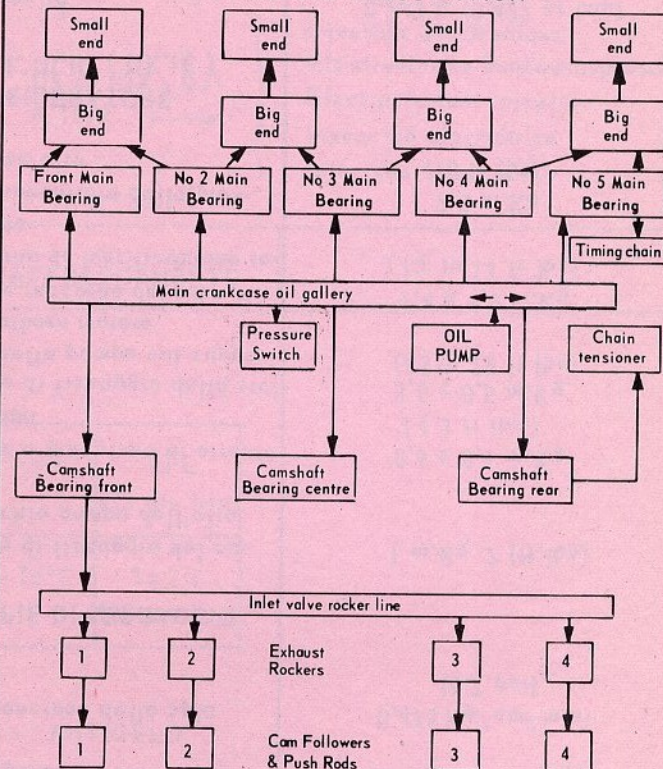 Small
end
Small
end
Small
end
Small
end
Big
end
Big
end
Big
end
Big
end
Front Main
Bearing
No 2 Main
Bearing
No 3 Main
Bearing
No 4 Main
Bearing
No 5 Main
Bearing
Timing chain
Main crankcase oil gallery
Pressure
Switch
OIL
PUMP
Chain
tensioner
Camshaft
Bearing front
Camshaft
Bearing centre
Camshaft
Bearing rear
Inlet valve rocker line
1
2
Exhaust
Rockers
3
4
1
2
Cam Followers
& Push Rods
3
4